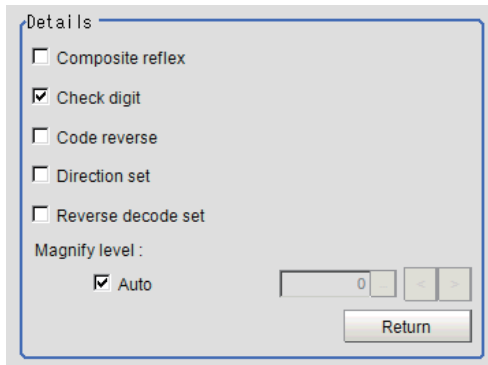 Details
Composite reflex
Check digit
Code reverse
Direction set
Reverse decode set
Magnify level :
Auto 0 ... < >
Return